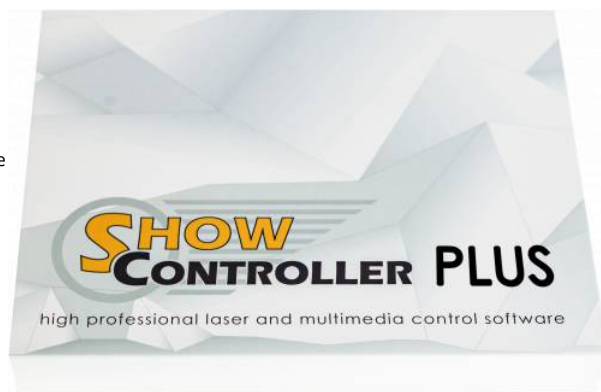 e
SHOW
CONTROLLER PLUS
high professional laser and multimedia control software